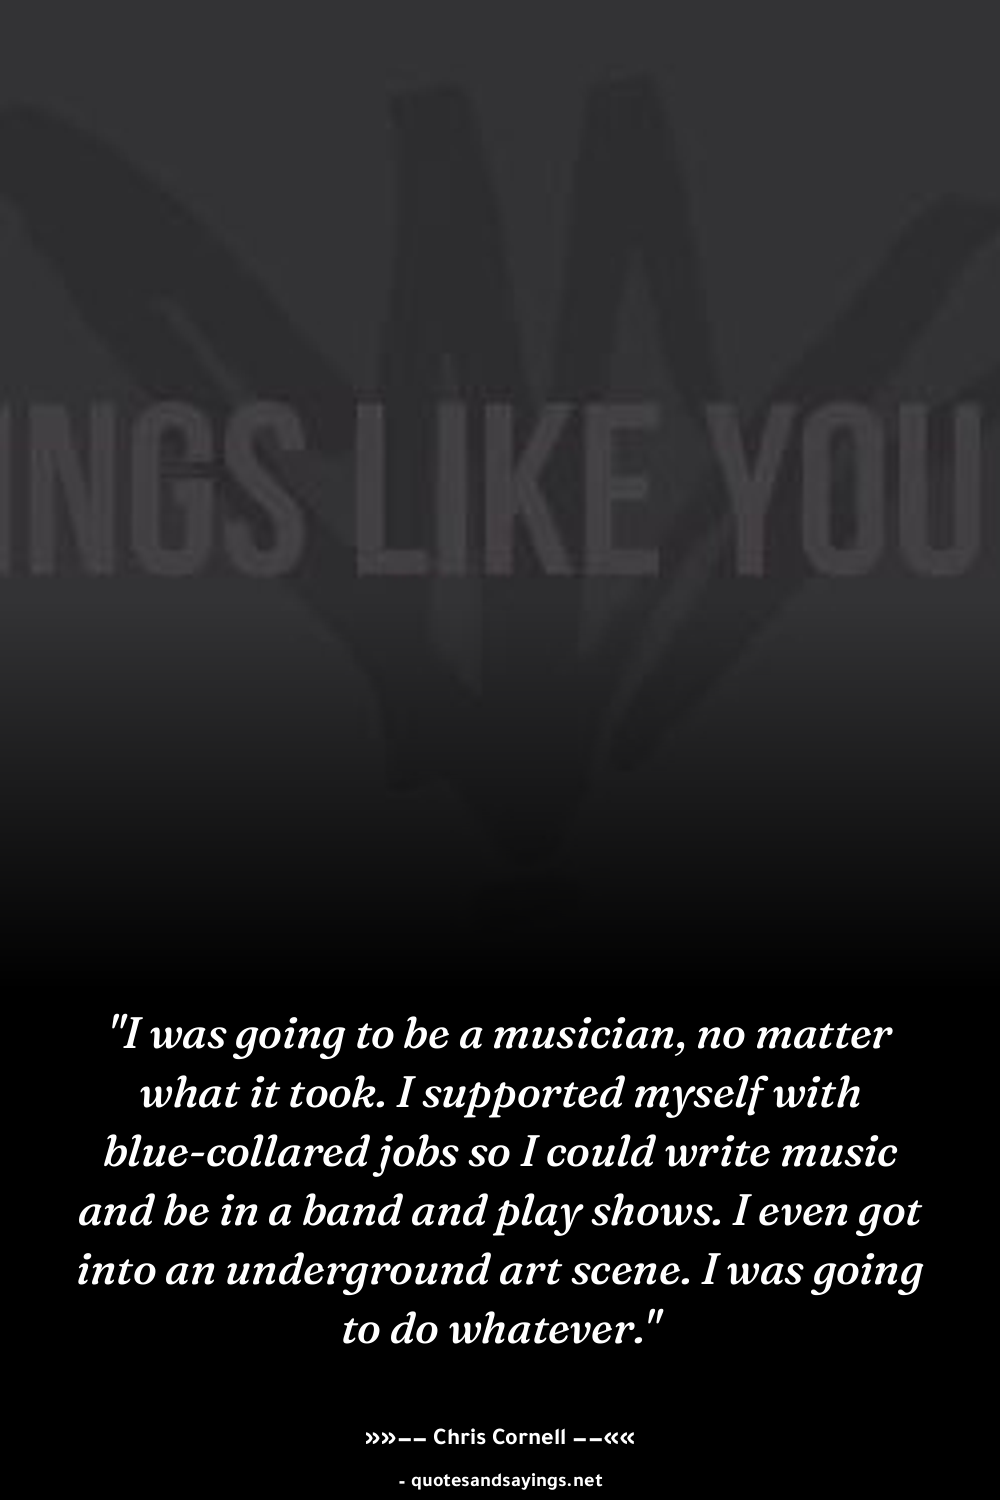 INGS LIKE YOU
"I was going to be a musician, no matter
what it took. I supported myself with
blue-collared jobs so I could write music
and be in a band and play shows. I even got
into an underground art scene. I was going
to do whatever."
»»−− Chris Cornell −−««
- quotesandsayings.net